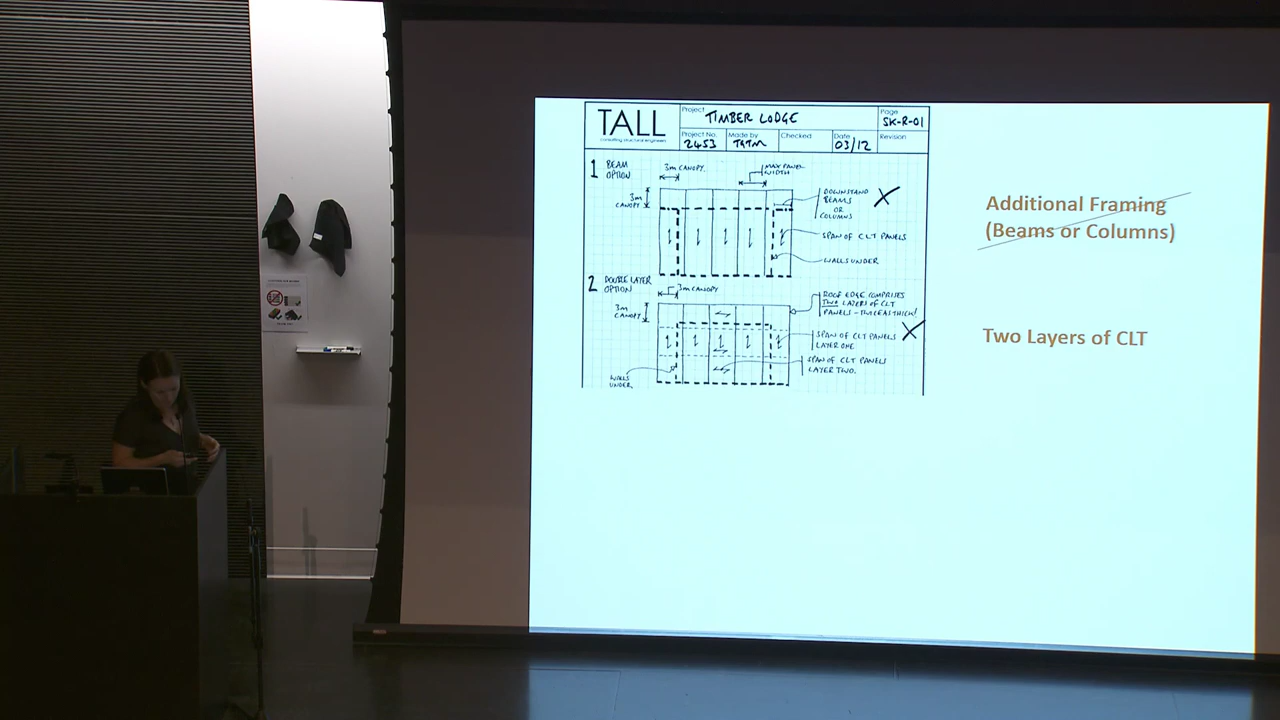 TALL
consulting structural engineers
Project
TIMBER LODGE
Page
SK-R-01
Project No.
2453
Made by
Checked
Date
03/12
Revision
1 BEAM
OPTION
3m CANOPY.
MAX PANEL
WIDTH
3m
CANOPY
DOWNSTAND
BEAMS
OR
COLUMNS
SPAN OF CLT PANELS
WALLS UNDER
2 DOUBLE LAYER
OPTION
3m CANOPY
3m
CANOPY
ROOF EDGE COMPRISES
TWO LAYERS OF CLT
PANELS - TWICE AS THICK!
SPAN OF CLT PANELS
LAYER ONE
SPAN OF CLT PANELS
LAYER TWO.
WALLS
UNDER.
Additional Framing
(Beams or Columns)
Two Layers of CLT